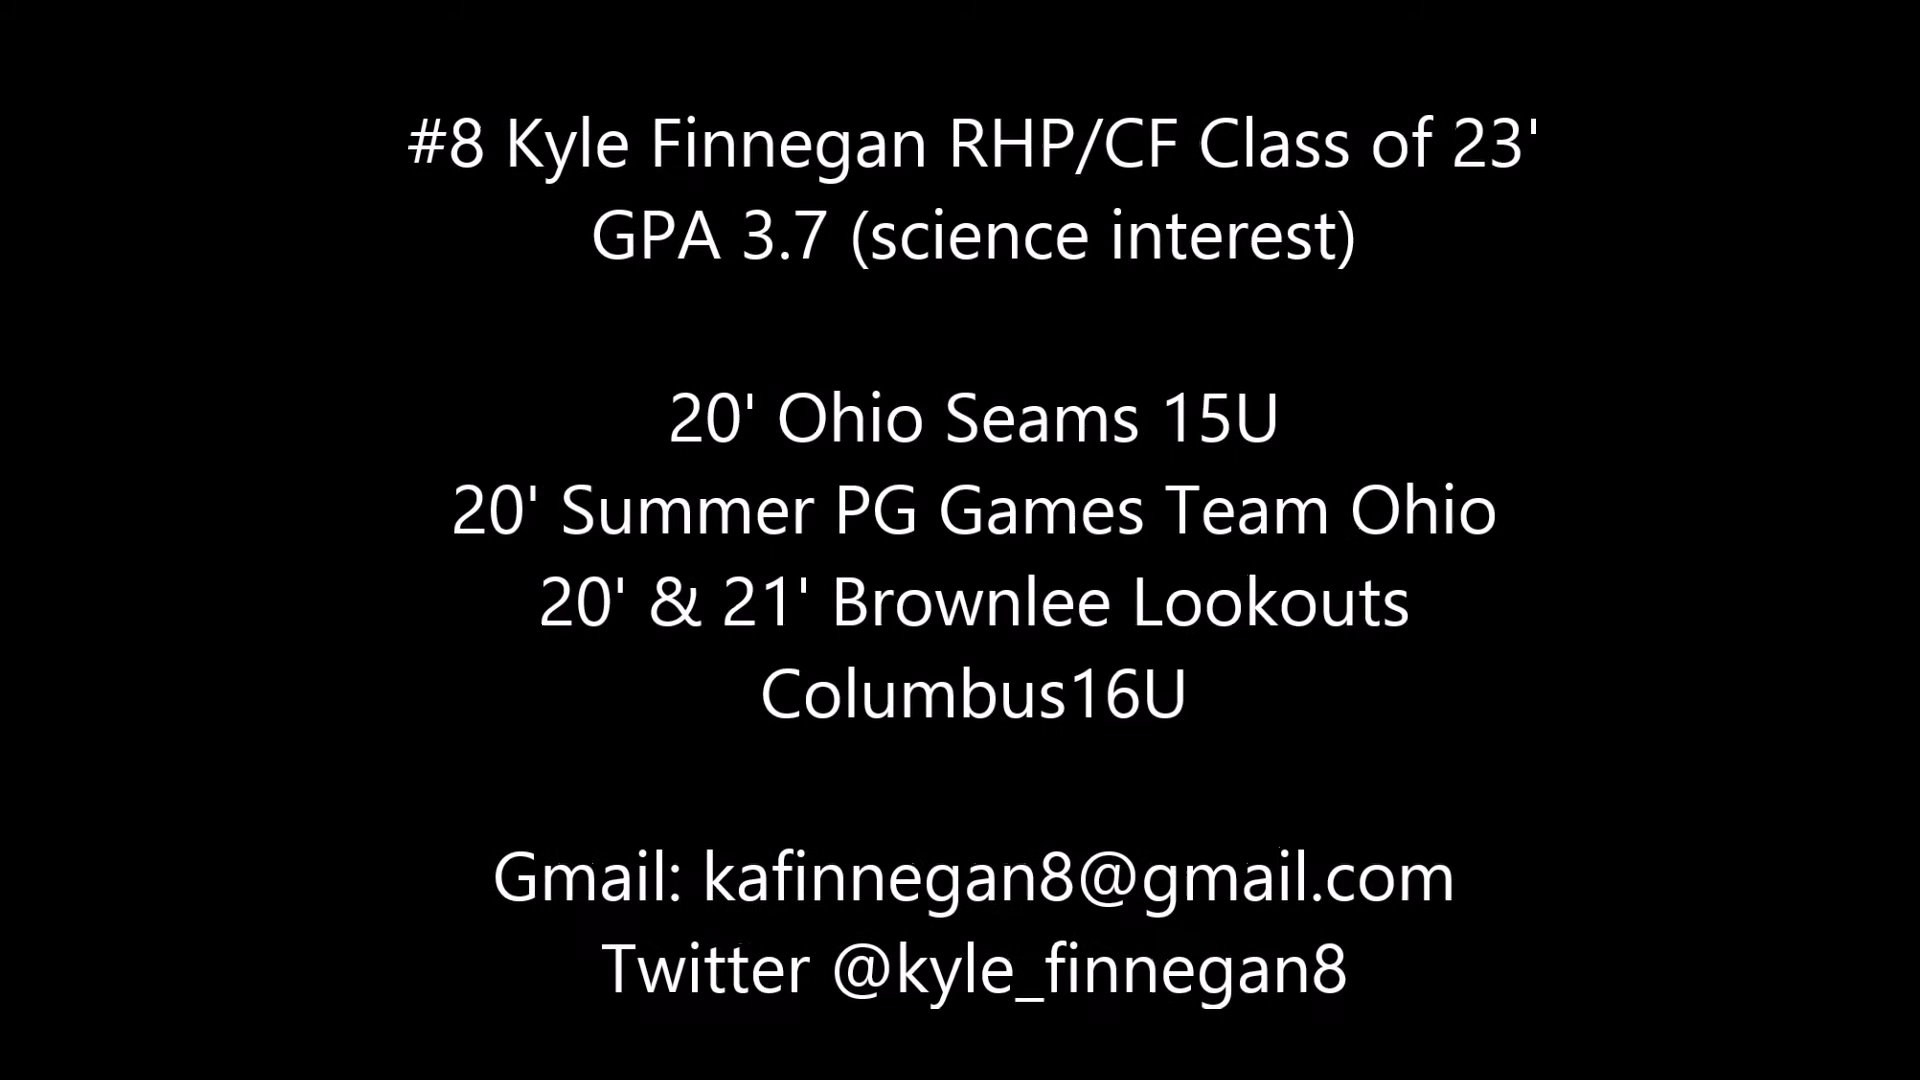 #8 Kyle Finnegan RHP/CF Class of 23'
GPA 3.7 (science interest)
20' Ohio Seams 15U
20' Summer PG Games Team Ohio
20' & 21' Brownlee Lookouts
Columbus16U
Gmail: kafinnegan8@gmail.com
Twitter @kyle_finnegan8